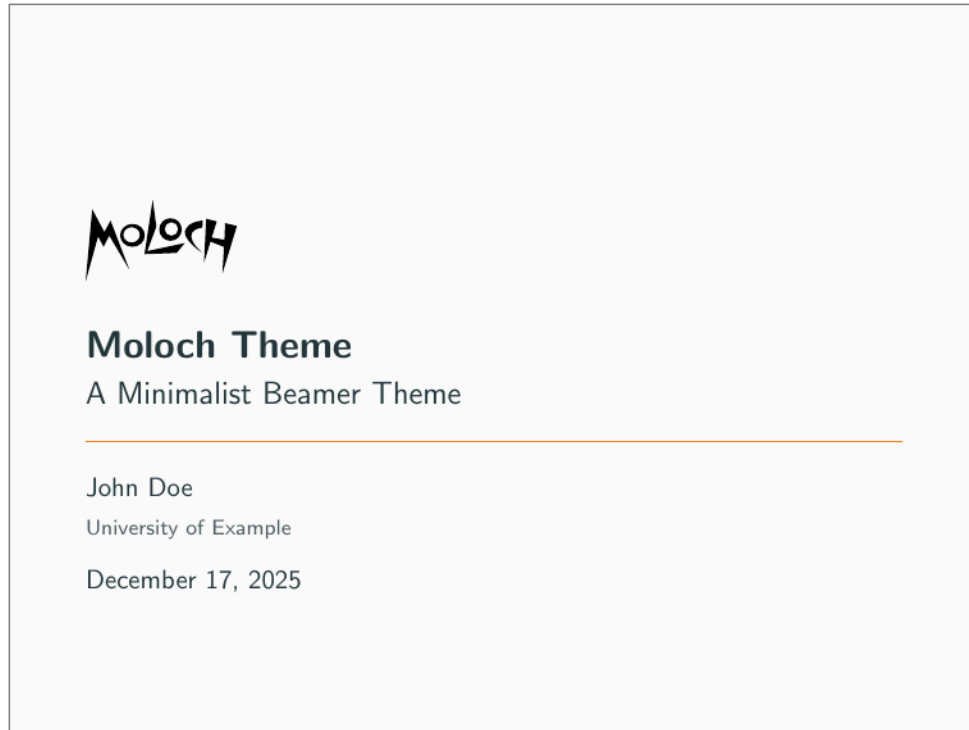 MOLOCH
Moloch Theme
A Minimalist Beamer Theme
John Doe
University of Example
December 17, 2025